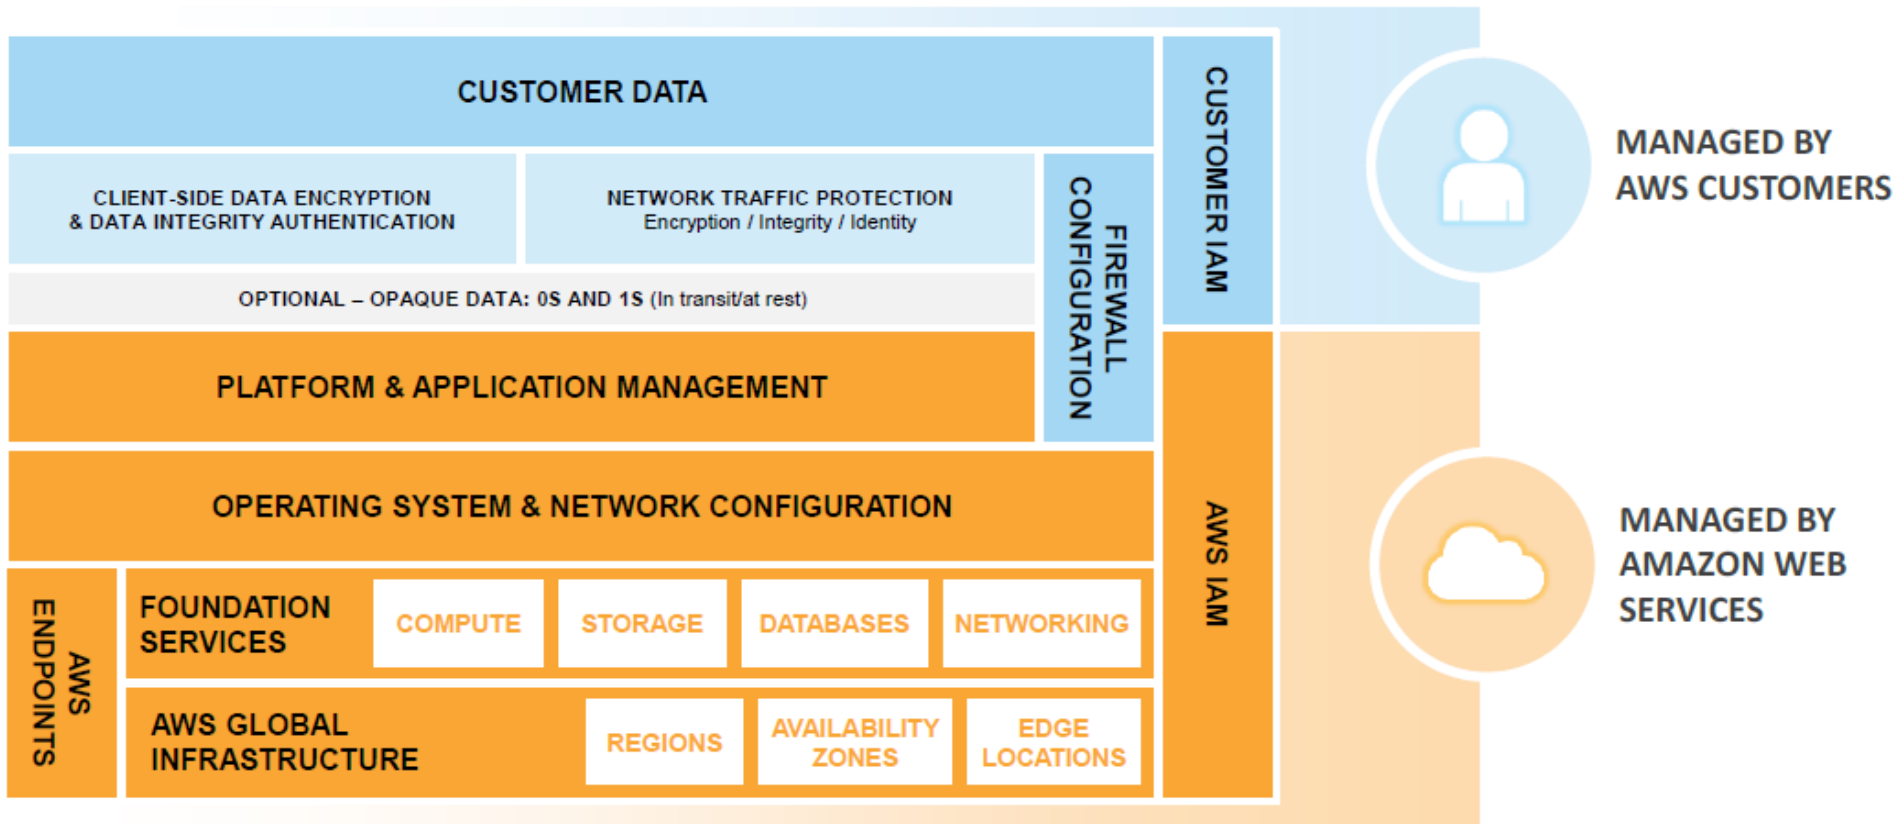 CUSTOMER DATA
CUSTOMER IAM
MANAGED BY
AWS CUSTOMERS
CLIENT-SIDE DATA ENCRYPTION
& DATA INTEGRITY AUTHENTICATION
NETWORK TRAFFIC PROTECTION
Encryption / Integrity / Identity
FIREWALL
CONFIGURATION
OPTIONAL – OPAQUE DATA: 0S AND 1S (In transit/at rest)
PLATFORM & APPLICATION MANAGEMENT
OPERATING SYSTEM & NETWORK CONFIGURATION
AWS IAM
MANAGED BY
AMAZON WEB
SERVICES
AWS
ENDPOINTS
FOUNDATION
SERVICES
COMPUTE
STORAGE
DATABASES
NETWORKING
AWS GLOBAL
INFRASTRUCTURE
REGIONS
AVAILABILITY
ZONES
EDGE
LOCATIONS